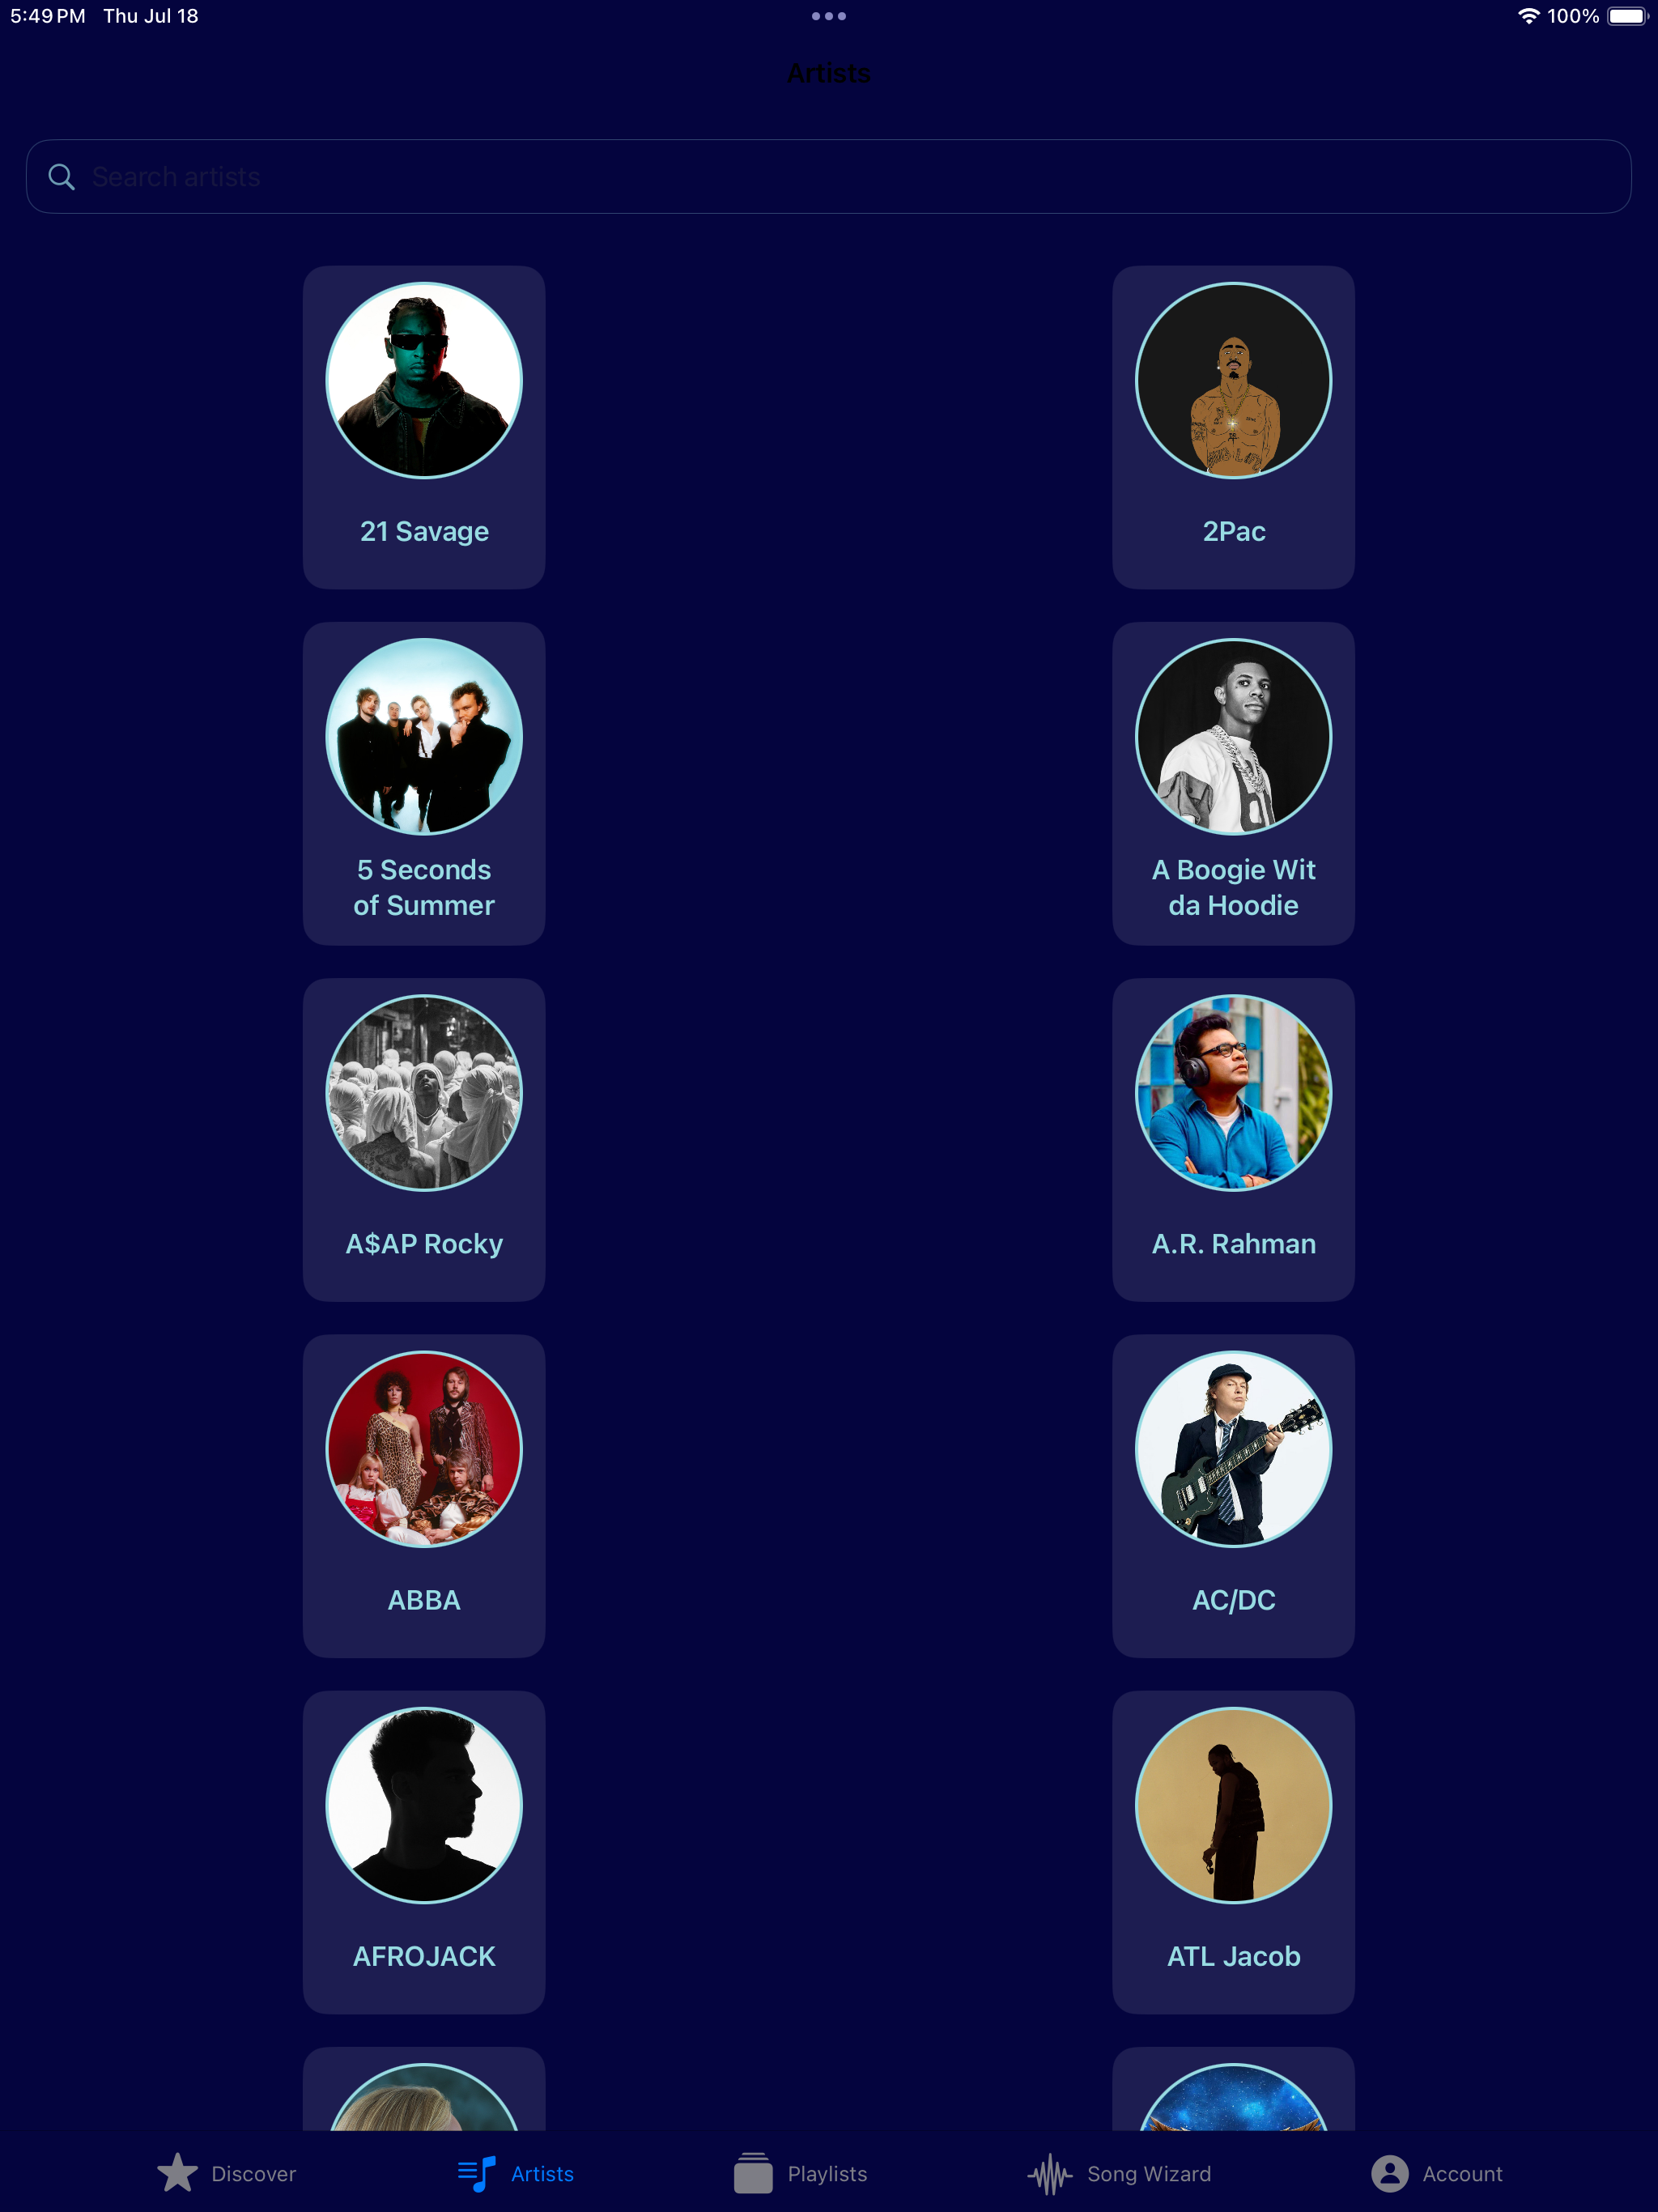 5:49 PM Thu Jul 18
100%
Artists
Search artists
21 Savage
2Pac
5 Seconds
of Summer
A Boogie Wit
da Hoodie
A$AP Rocky
A.R. Rahman
ABBA
AC/DC
AFROJACK
ATL Jacob
Discover
Artists
Playlists
Song Wizard
Account